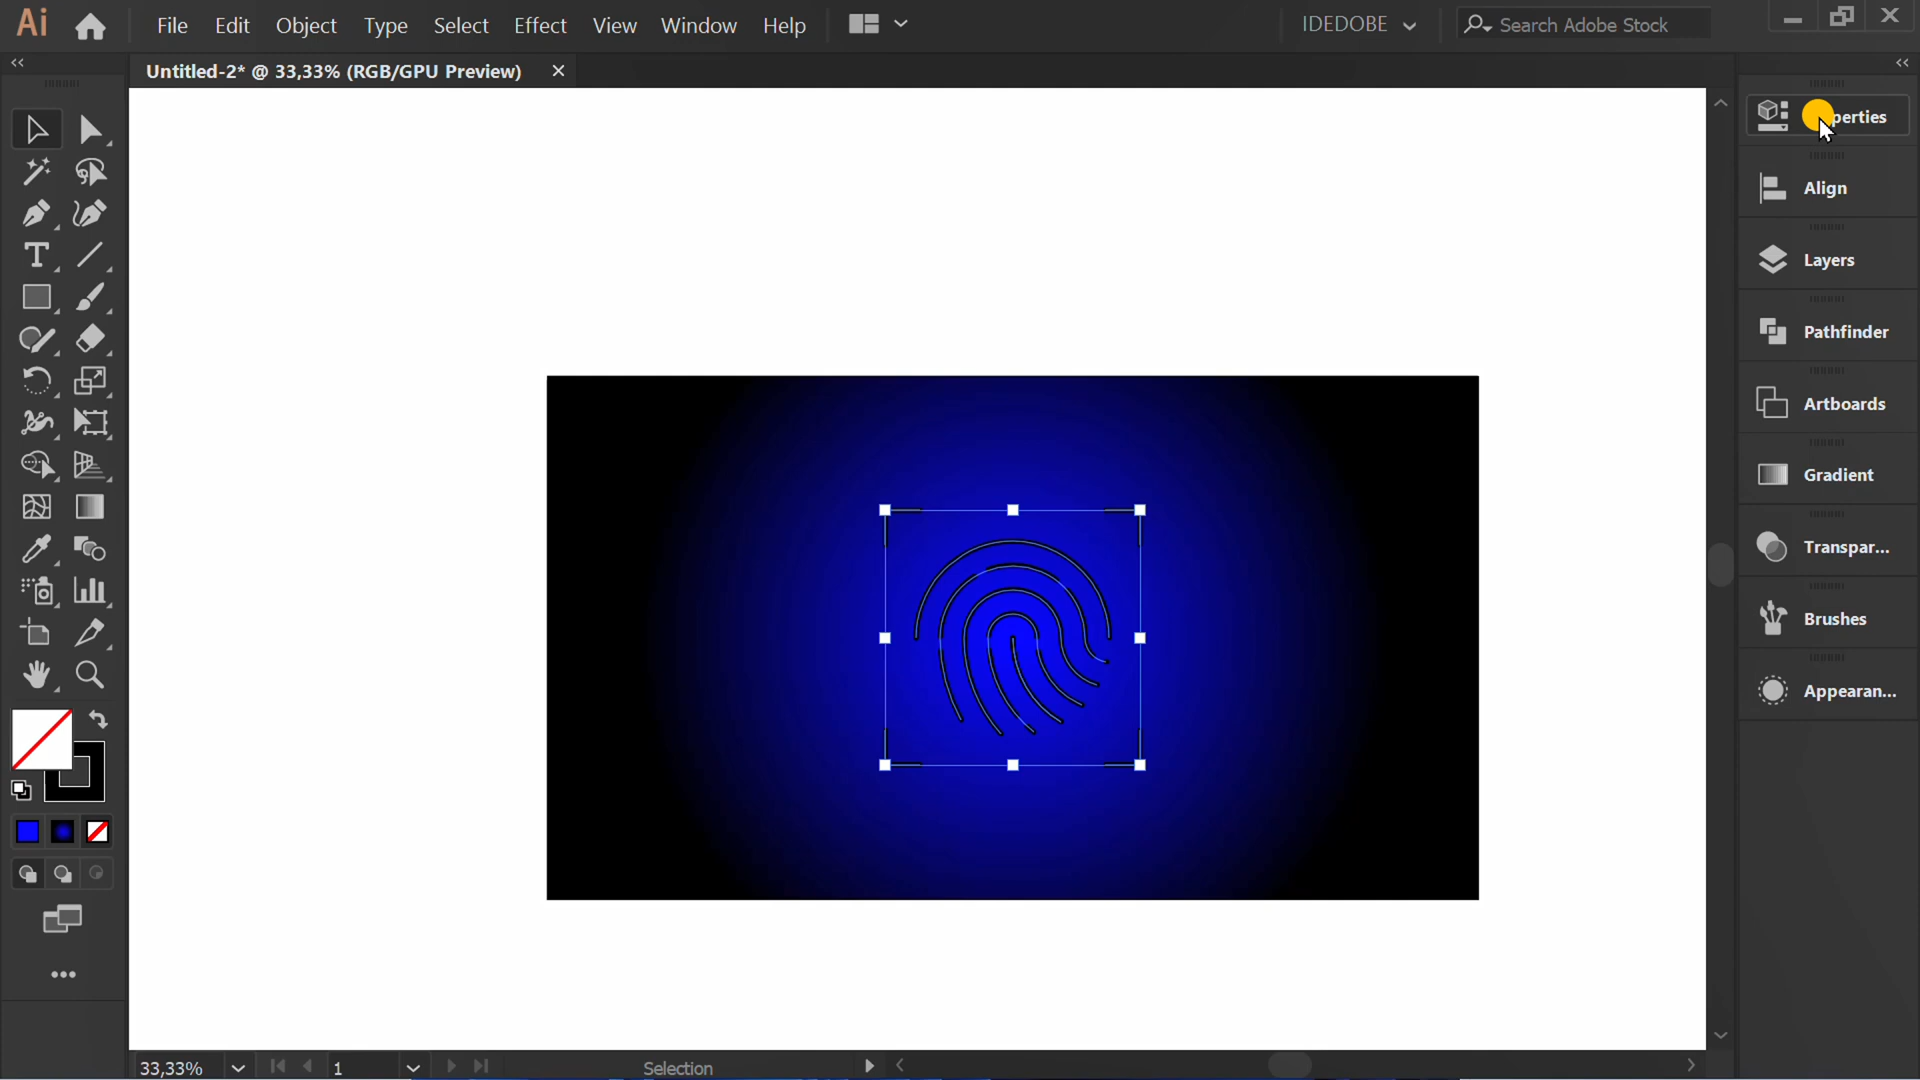 Ai File Edit Object Type Select Effect View Window Help IDEDOBE Search Adobe Stock
Untitled-2* @ 33,33% (RGB/GPU Preview)
perties
Align
Layers
Pathfinder
Artboards
Gradient
Transpar...
Brushes
Appearan...
33,33% 1 Selection